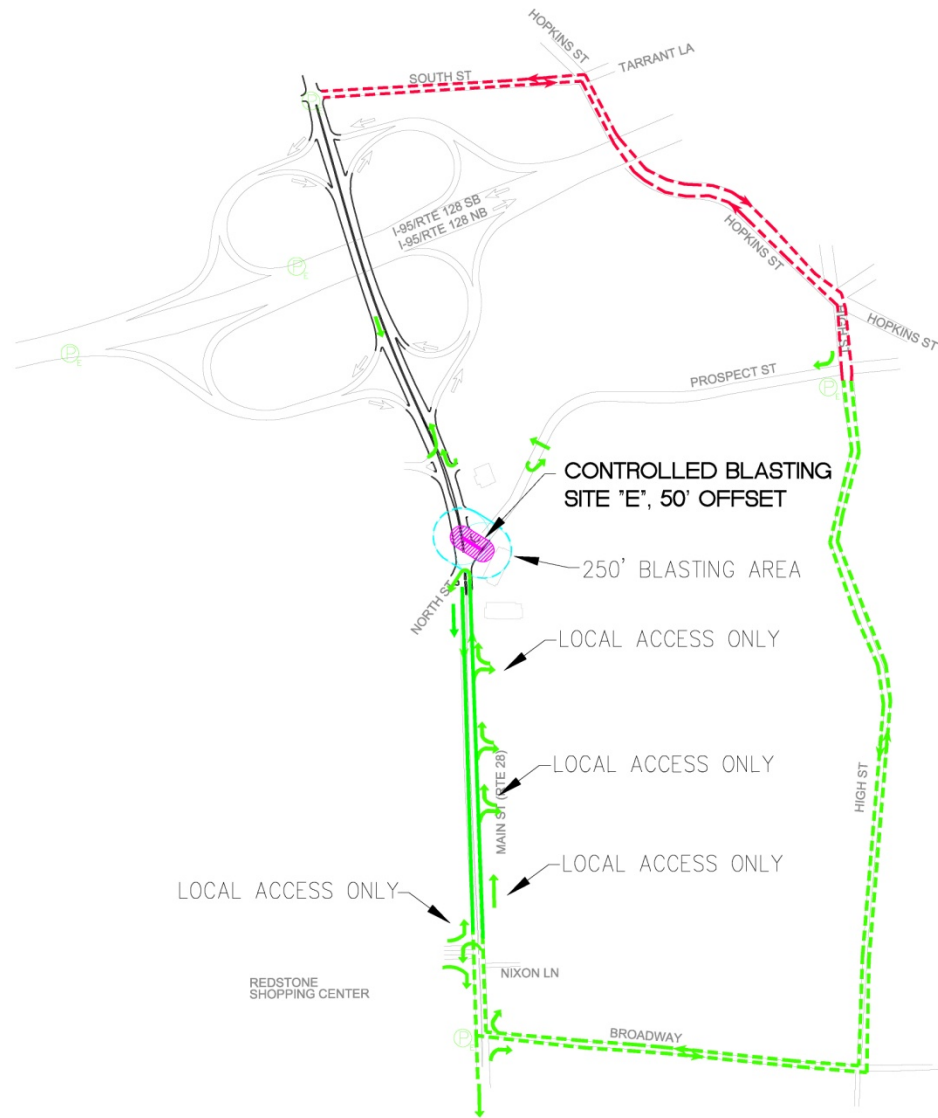 HOPKINS ST
TARRANT LA
SOUTH ST
I-95/RTE 128 SB
I-95/RTE 128 NB
HOPKINS ST
HOPKINS ST
HIGH ST
PROSPECT ST
CONTROLLED BLASTING
SITE "E", 50' OFFSET
250' BLASTING AREA
NORTH ST
LOCAL ACCESS ONLY
LOCAL ACCESS ONLY
MAIN ST (RTE 28)
HIGH ST
LOCAL ACCESS ONLY
LOCAL ACCESS ONLY
NIXON LN
REDSTONE
SHOPPING CENTER
BROADWAY